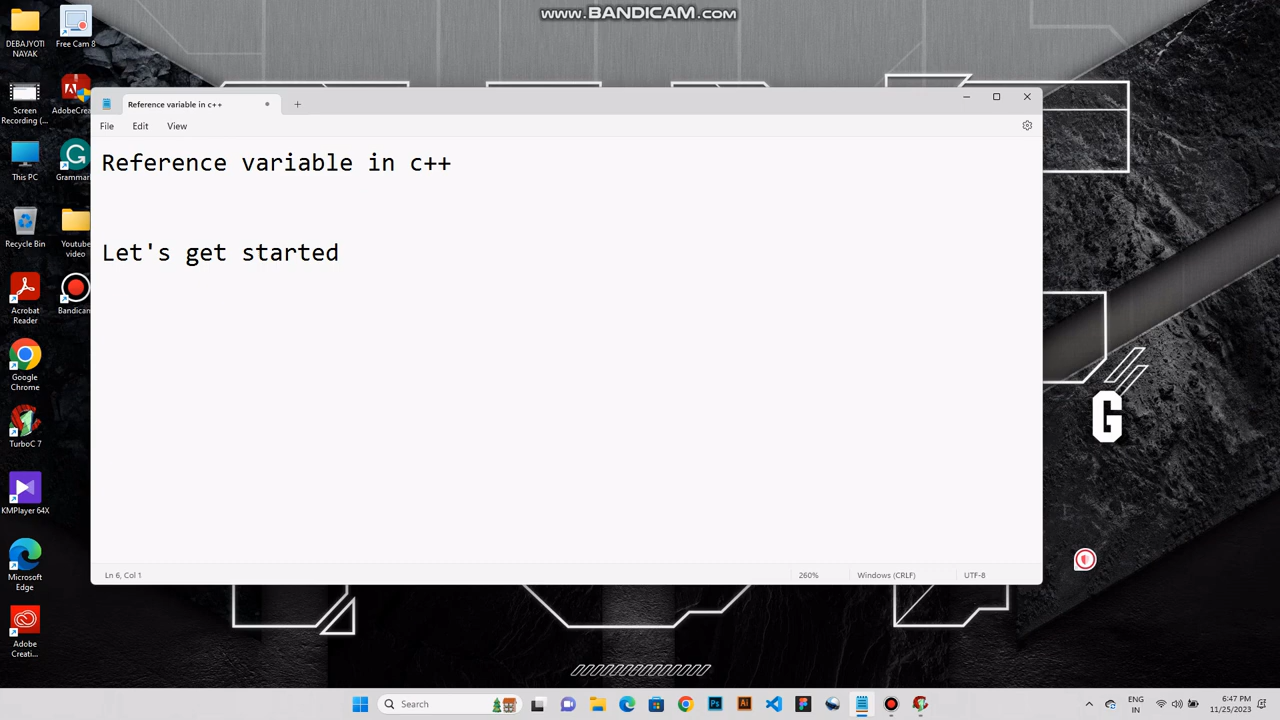 www.BANDICAM.com
DEBAJYOTI
NAYAK
Free Cam 8
Screen
Recording (...
AdobeCrea
This PC
Grammarl
Recycle Bin
Youtube
video
Acrobat
Reader
Bandicam
Google
Chrome
TurboC 7
KMPlayer 64X
Microsoft
Edge
Adobe
Creati...
Reference variable in c++
File Edit View
Reference variable in c++
Let's get started
Ln 6, Col 1 260% Windows (CRLF) UTF-8
G
Search
ENG
IN
6:47 PM
11/25/2023